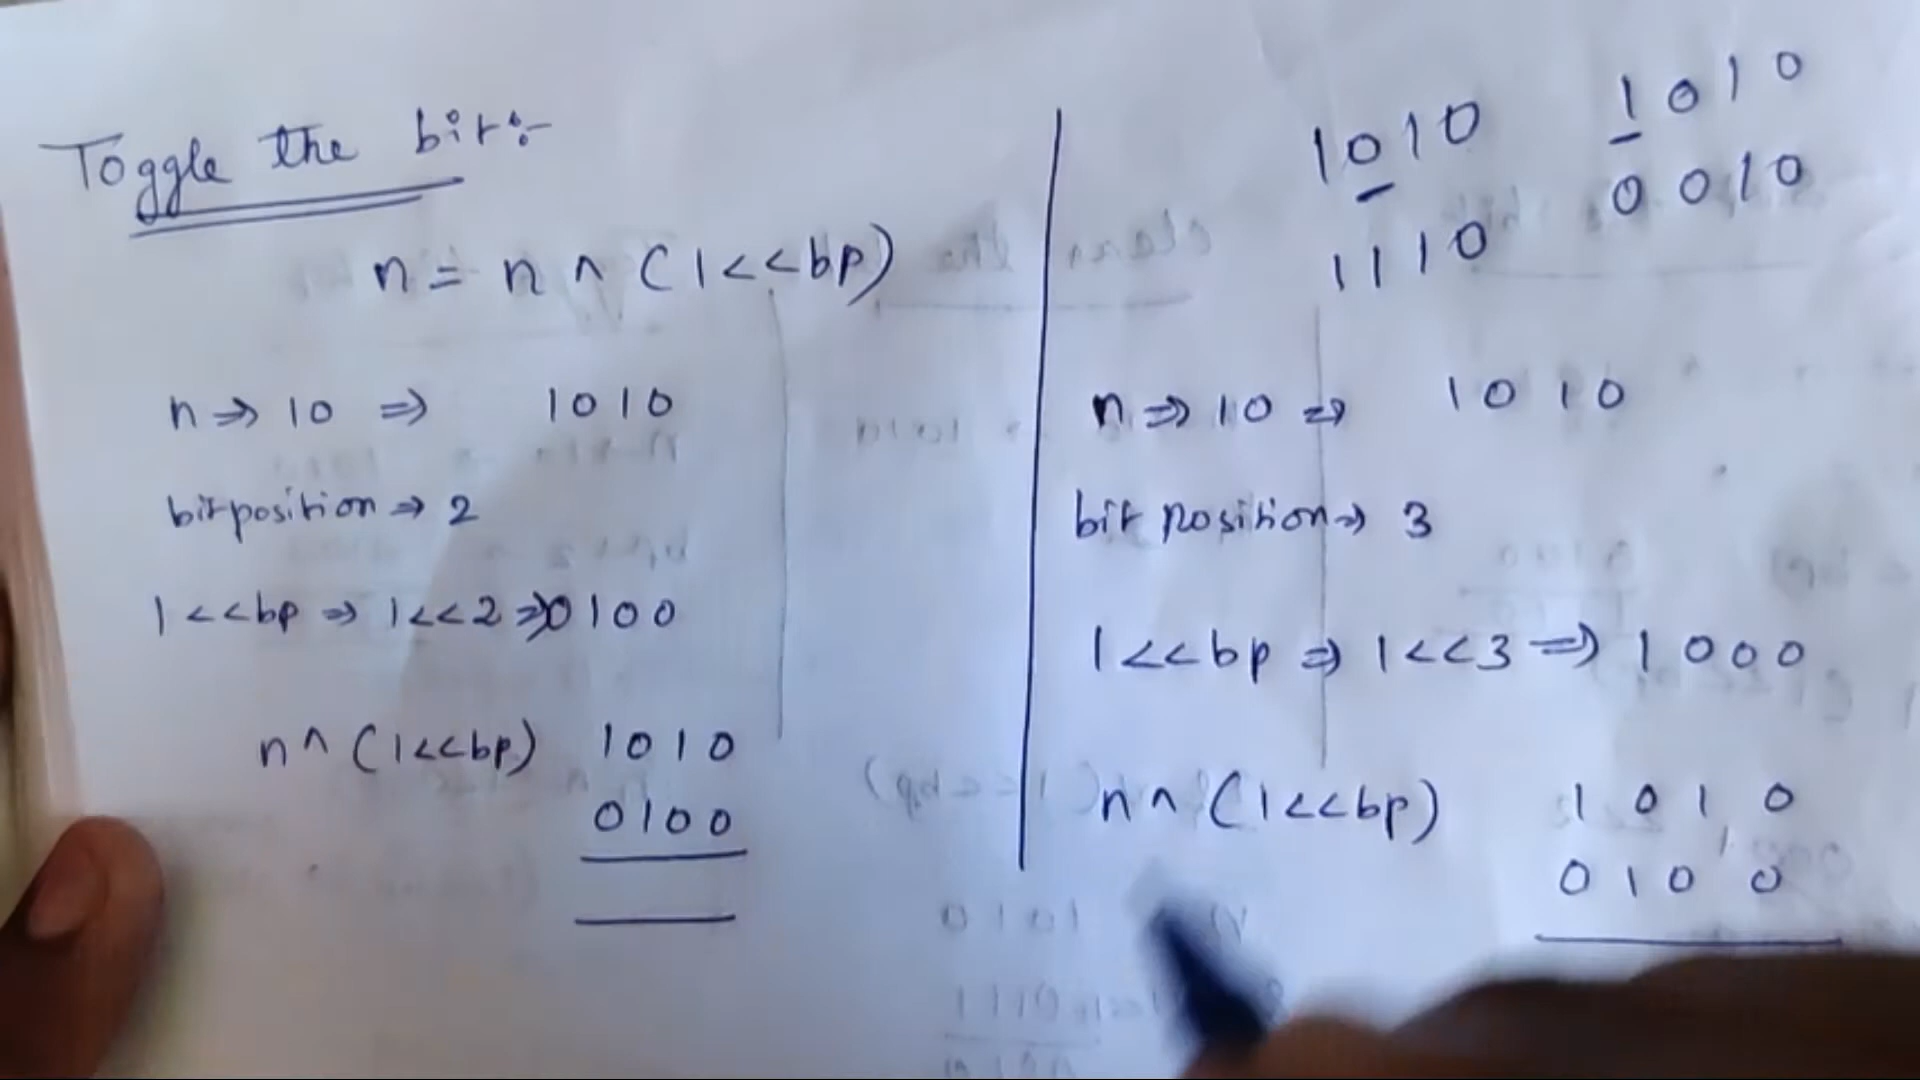 Toggle the bit:-
n = n ^ (1<<bp)
n => 10 => 1010
bitposition => 2
1<<bp => 1<<2 => 0100
n^(1<<bp) 1010
0100
1010 1010
1110 0010
n => 10 => 1010
bit position => 3
1<<bp => 1<<3 => 1000
n^(1<<bp) 1010
0100